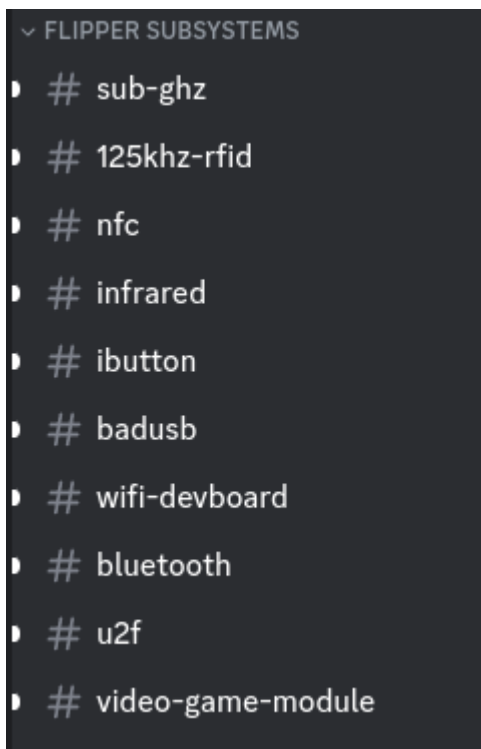 FLIPPER SUBSYSTEMS
# sub-ghz
# 125khz-rfid
# nfc
# infrared
# ibutton
# badusb
# wifi-devboard
# bluetooth
# u2f
# video-game-module